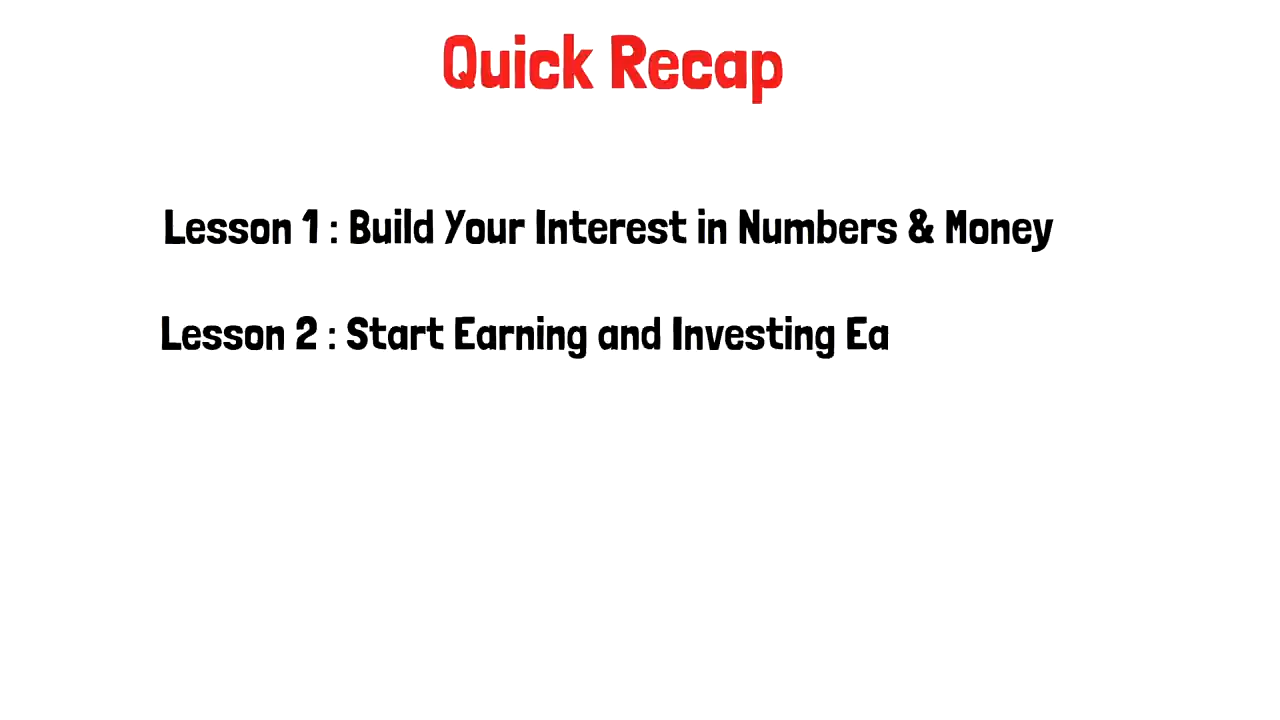 Quick Recap
Lesson 1 : Build Your Interest in Numbers & Money
Lesson 2 : Start Earning and Investing Ea